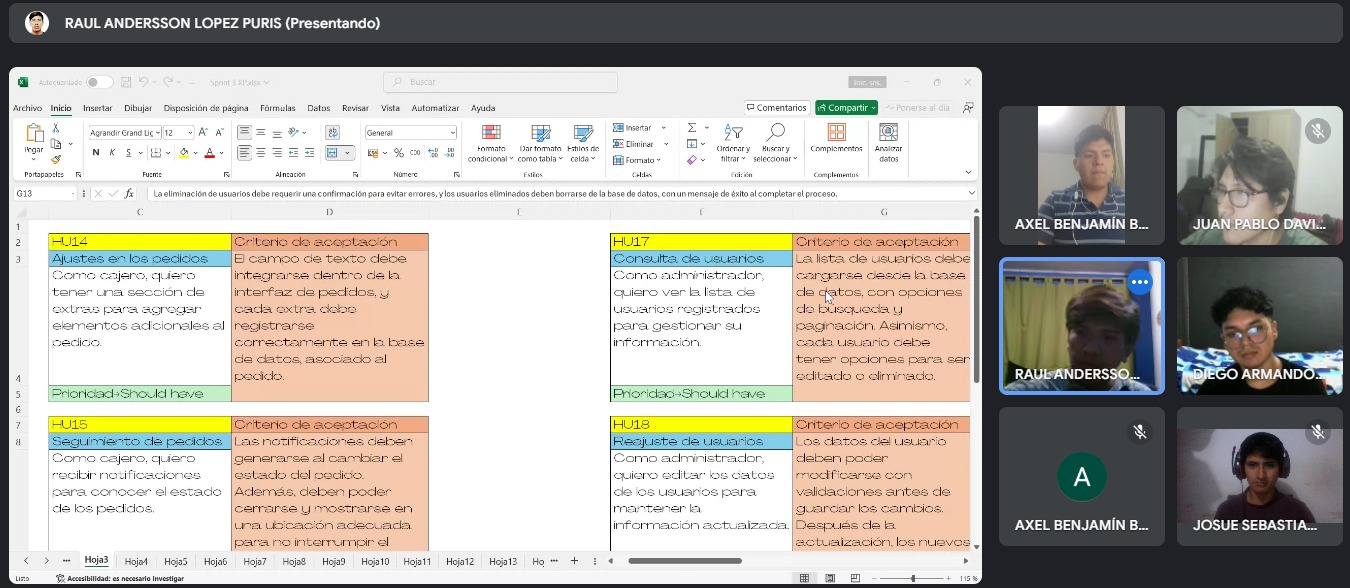 RAUL ANDERSSON LOPEZ PURIS (Presentando)
Autoguardado
Sprint 3 XP.xlsx
Buscar
Inic. ses.
Archivo Inicio Insertar Dibujar Disposición de página Fórmulas Datos Revisar Vista Automatizar Ayuda
Comentarios Compartir Ponerse al día
Pegar
Agrandir Grand Lig 12
N K S
General
% 000
Formato condicional
Dar formato como tabla
Estilos de celda
Insertar
Eliminar
Formato
Ordenar y filtrar
Buscar y seleccionar
Complementos
Analizar datos
Portapapeles Fuente Alineación Número Estilos Celdas Edición Complementos
G13 fx La eliminación de usuarios debe requerir una confirmación para evitar errores, y los usuarios eliminados deben borrarse de la base de datos, con un mensaje de éxito al completar el proceso.
C D E F G
1
2
3
4
5
6
7
8
HU14
Ajustes en los pedidos
Como cajero, quiero
tener una sección de
extras para agregar
elementos adicionales al
pedido.
Prioridad→Should have
Criterio de aceptación
El campo de texto debe
integrarse dentro de la
interfaz de pedidos, y
cada extra debe
registrarse
correctamente en la base
de datos, asociado al
pedido.
HU17
Consulta de usuarios
Como administrador,
quiero ver la lista de
usuarios registrados
para gestionar su
información.
Prioridad→Should have
Criterio de aceptación
La lista de usuarios debe
cargarse desde la base
de datos, con opciones
de búsqueda y
paginación. Asimismo,
cada usuario debe
tener opciones para ser
editado o eliminado.
HU15
Seguimiento de pedidos
Como cajero, quiero
recibir notificaciones
para conocer el estado
de los pedidos.
Criterio de aceptación
Las notificaciones deben
generarse al cambiar el
estado del pedido.
Además, deben poder
cerrarse y mostrarse en
una ubicación adecuada
para no interrumpir el
HU18
Reajuste de usuarios
Como administrador,
quiero editar los datos
de los usuarios para
mantener la
información actualizada.
Criterio de aceptación
Los datos del usuario
deben poder
modificarse con
validaciones antes de
guardar los cambios.
Después de la
actualización, los nuevos
Hoja3 Hoja4 Hoja5 Hoja6 Hoja7 Hoja8 Hoja9 Hoja10 Hoja11 Hoja12 Hoja13 Ho
Listo Accesibilidad: es necesario investigar
115 %
AXEL BENJAMÍN B...
JUAN PABLO DAVI...
RAUL ANDERSSO...
DIEGO ARMANDO...
A
AXEL BENJAMÍN B...
JOSUE SEBASTIA...